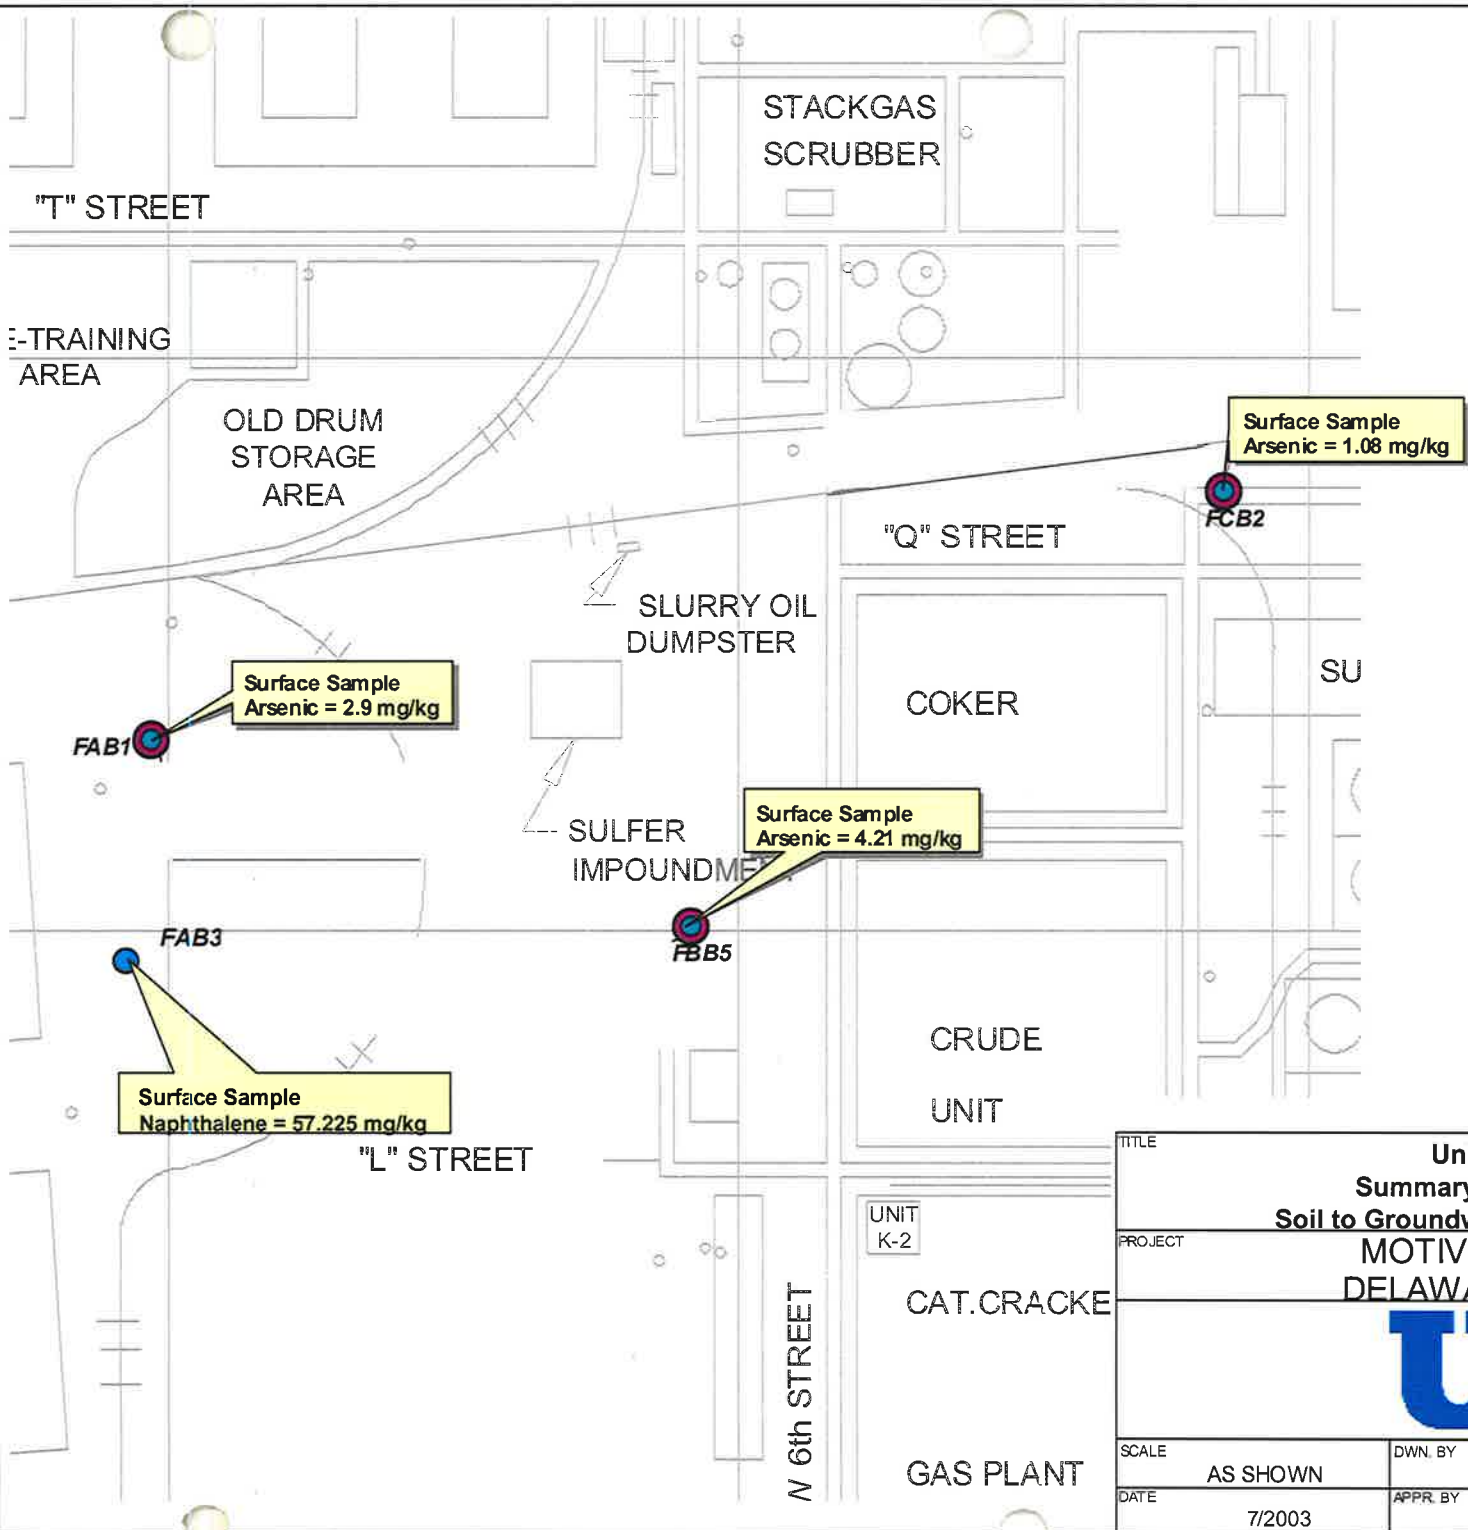 STACKGAS
SCRUBBER
"T" STREET
E-TRAINING
AREA
OLD DRUM
STORAGE
AREA
Surface Sample
Arsenic = 1.08 mg/kg
FCB2
"Q" STREET
SLURRY OIL
DUMPSTER
Surface Sample
Arsenic = 2.9 mg/kg
FAB1
COKER
SU
Surface Sample
Arsenic = 4.21 mg/kg
SULFER
IMPOUNDMEN
FBB5
FAB3
Surface Sample
Naphthalene = 57.225 mg/kg
"L" STREET
CRUDE
UNIT
UNIT
K-2
CAT.CRACKE
N 6th STREET
GAS PLANT
TITLE
Un
Summary
Soil to Groundw
PROJECT
MOTIV
DELAWA
U
SCALE
AS SHOWN
DWN. BY
DATE
7/2003
APPR. BY